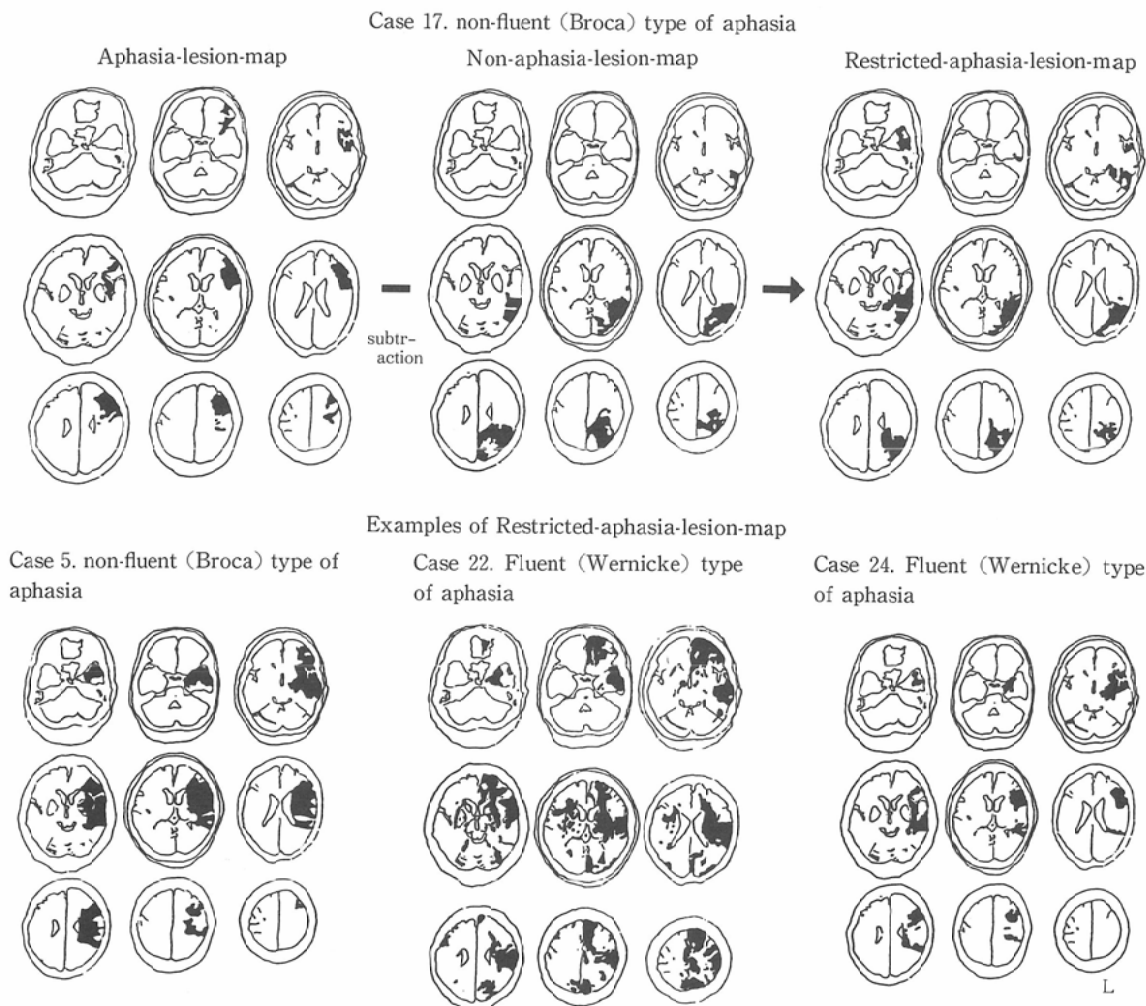 Case 17. non-fluent (Broca) type of aphasia
Aphasia-lesion-map
Non-aphasia-lesion-map
Restricted-aphasia-lesion-map
subtr-
action
Examples of Restricted-aphasia-lesion-map
Case 5. non-fluent (Broca) type of
aphasia
Case 22. Fluent (Wernicke) type
of aphasia
Case 24. Fluent (Wernicke) type
of aphasia
L